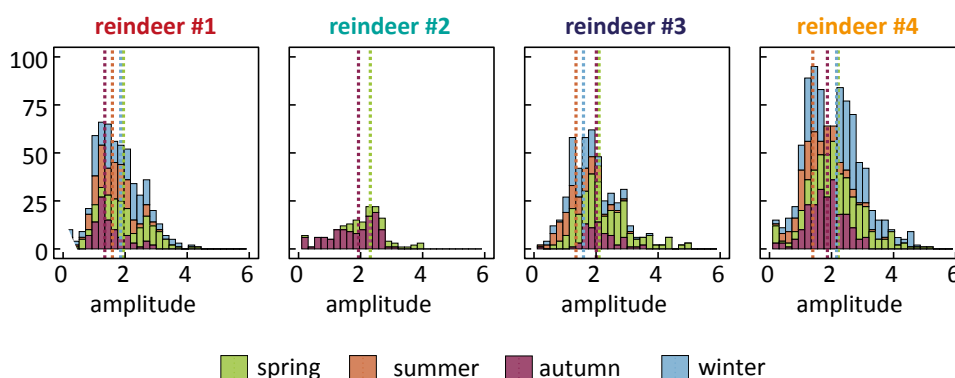 reindeer #1 reindeer #2 reindeer #3 reindeer #4
100
75
50
25
0
0 2 4 6 0 2 4 6 0 2 4 6 0 2 4 6
amplitude amplitude amplitude amplitude
spring summer autumn winter